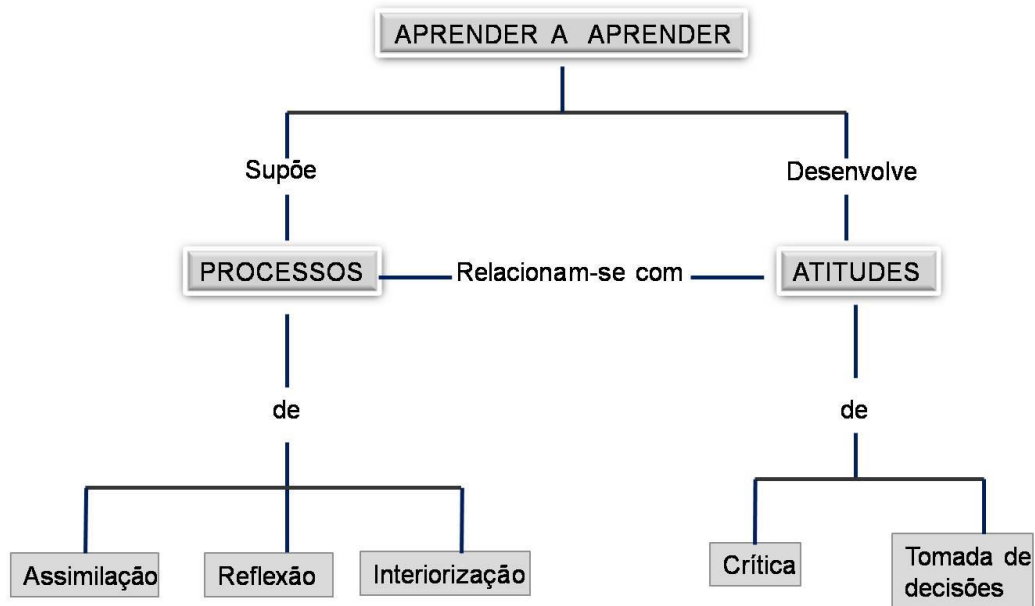 APRENDER A APRENDER
Supõe
Desenvolve
PROCESSOS
Relacionam-se com
ATITUDES
de
de
Assimilação
Reflexão
Interiorização
Crítica
Tomada de
decisões